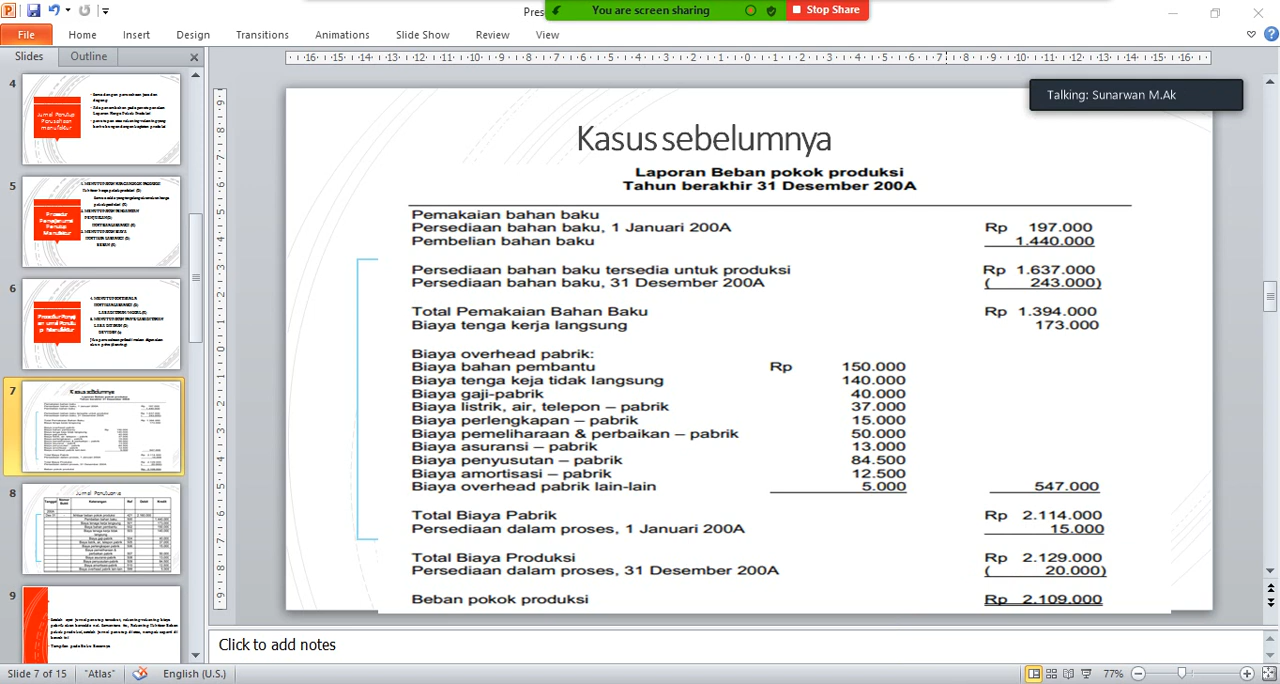 Pres
You are screen sharing
Stop Share
File Home Insert Design Transitions Animations Slide Show Review View
Slides Outline
Talking: Sunarwan M.Ak
4
5
6
7
8
9
Kasus sebelumnya
Laporan Beban pokok produksi
Tahun berakhir 31 Desember 200A
Pemakaian bahan baku
Persediaan bahan baku, 1 Januari 200A Rp 197.000
Pembelian bahan baku 1.440.000
Persediaan bahan baku tersedia untuk produksi Rp 1.637.000
Persediaan bahan baku, 31 Desember 200A ( 243.000)
Total Pemakaian Bahan Baku Rp 1.394.000
Biaya tenga kerja langsung 173.000
Biaya overhead pabrik:
Biaya bahan pembantu Rp 150.000
Biaya tenaga keja tidak langsung 140.000
Biaya gaji-pabrik 40.000
Biaya listrik, air, telepon – pabrik 37.000
Biaya perlengkapan – pabrik 15.000
Biaya pemeliharaan & perbaikan – pabrik 50.000
Biaya asuransi – pabrik 13.000
Biaya penyusutan – pabrik 84.500
Biaya amortisasi – pabrik 12.500
Biaya overhead pabrik lain-lain 5.000 547.000
Total Biaya Pabrik Rp 2.114.000
Persediaan dalam proses, 1 Januari 200A 15.000
Total Biaya Produksi Rp 2.129.000
Persediaan dalam proses, 31 Desember 200A ( 20.000)
Beban pokok produksi Rp 2.109.000
Click to add notes
Slide 7 of 15 "Atlas" English (U.S.) 77%